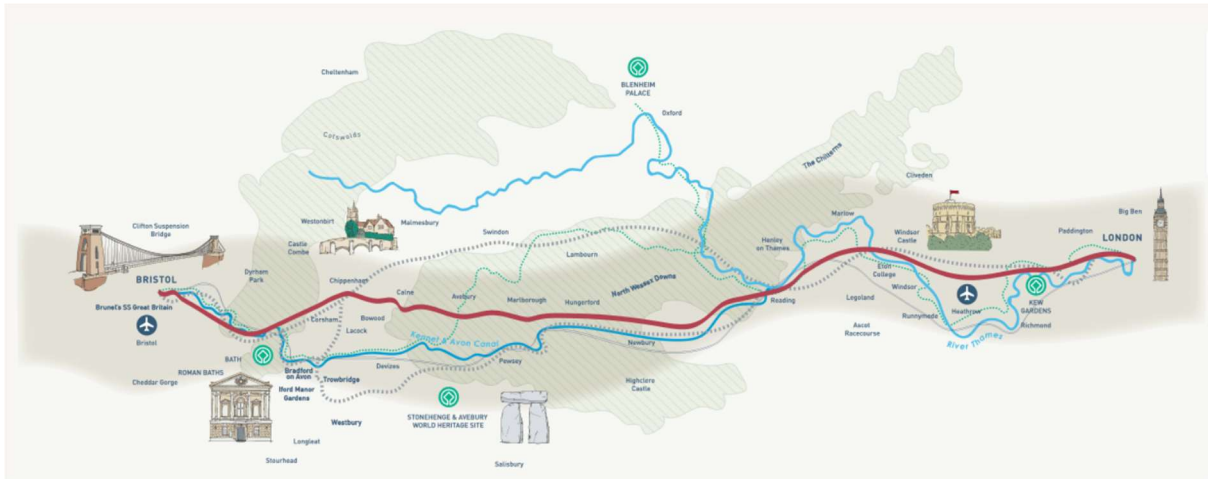 Cheltenham
BLENHEIM
PALACE
Oxford
Cotswolds
The Chilterns
Cliveden
Westonbirt
Malmesbury
Clifton Suspension
Bridge
Castle
Combe
Swindon
Marlow
Windsor
Castle
Big Ben
Paddington
LONDON
Henley
on Thames
Lambourn
BRISTOL
Dyrham
Park
Chippenham
Calne
Avebury
Marlborough
Hungerford
North Wessex Downs
Reading
Eton
College
Windsor
Legoland
Heathrow
KEW
GARDENS
Brunel's SS Great Britain
Corsham
Bowood
Lacock
Runnymede
Richmond
River Thames
Ascot
Racecourse
Bristol
Kennet & Avon Canal
Newbury
BATH
Pewsey
Devizes
ROMAN BATHS
Bradford
on Avon
Trowbridge
Cheddar Gorge
Iford Manor
Gardens
Highclere
Castle
STONEHENGE & AVEBURY
WORLD HERITAGE SITE
Westbury
Longleat
Stourhead
Salisbury